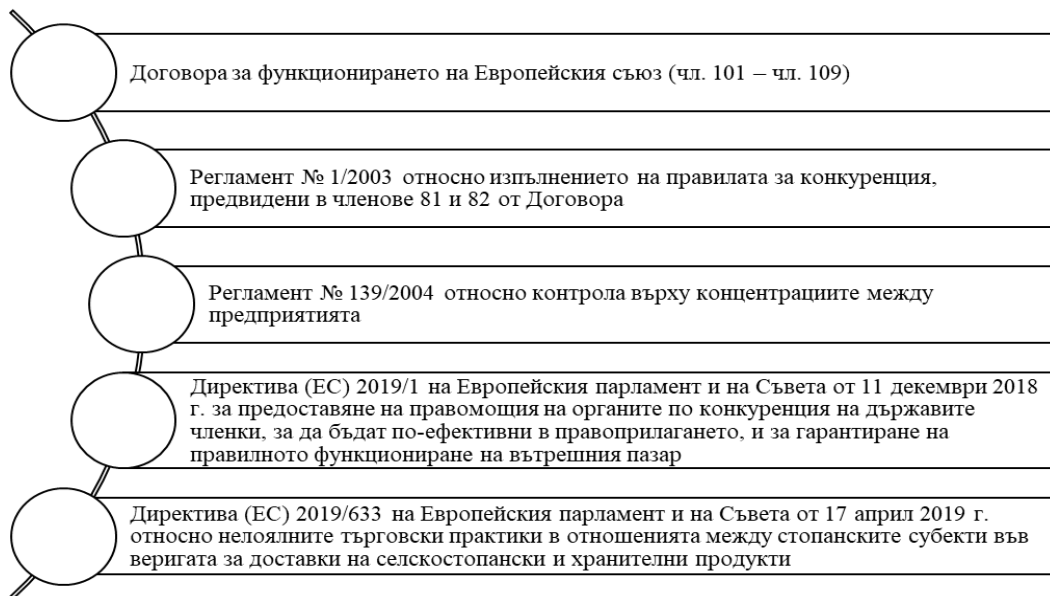 Договора за функционирането на Европейския съюз (чл. 101 – чл. 109)
Регламент № 1/2003 относно изпълнението на правилата за конкуренция,
предвидени в членове 81 и 82 от Договора
Регламент № 139/2004 относно контрола върху концентрациите между
предприятията
Директива (ЕС) 2019/1 на Европейския парламент и на Съвета от 11 декември 2018
г. за предоставяне на правомощия на органите по конкуренция на държавите
членки, за да бъдат по-ефективни в правоприлагането, и за гарантиране на
правилното функциониране на вътрешния пазар
Директива (ЕС) 2019/633 на Европейския парламент и на Съвета от 17 април 2019 г.
относно нелоялните търговски практики в отношенията между стопанските субекти във
веригата за доставки на селскостопански и хранителни продукти